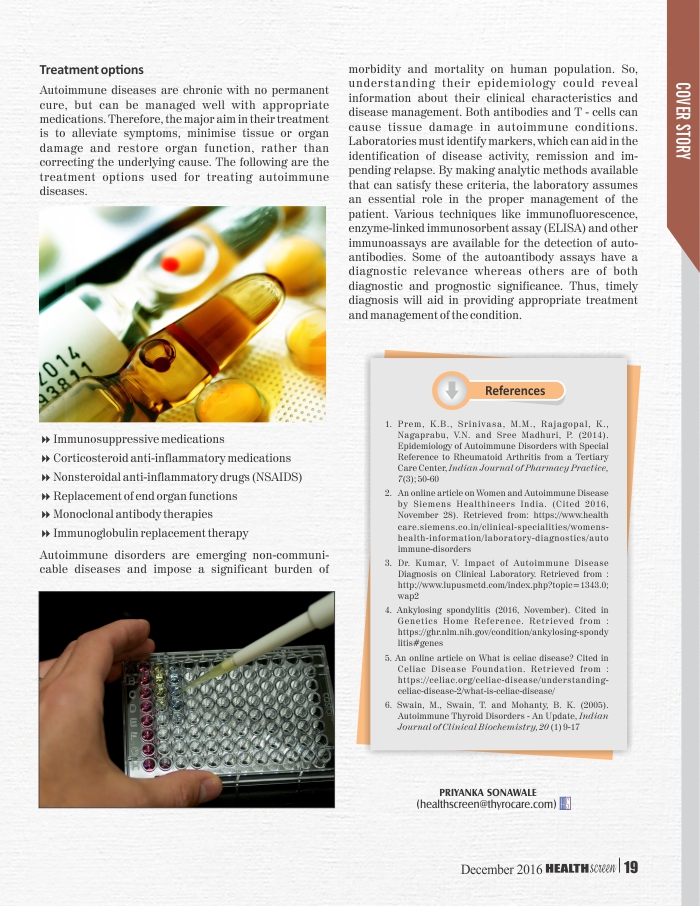 Treatment options
Autoimmune diseases are chronic with no permanent
cure, but can be managed well with appropriate
medications. Therefore, the major aim in their treatment
is to alleviate symptoms, minimise tissue or organ
damage and restore organ function, rather than
correcting the underlying cause. The following are the
treatment options used for treating autoimmune
diseases.
2014
93811
Immunosuppressive medications
Corticosteroid anti-inflammatory medications
Nonsteroidal anti-inflammatory drugs (NSAIDS)
Replacement of end organ functions
Monoclonal antibody therapies
Immunoglobulin replacement therapy
Autoimmune disorders are emerging non-communi-
cable diseases and impose a significant burden of
morbidity and mortality on human population. So,
understanding their epidemiology could reveal
information about their clinical characteristics and
disease management. Both antibodies and T - cells can
cause tissue damage in autoimmune conditions.
Laboratories must identify markers, which can aid in the
identification of disease activity, remission and im-
pending relapse. By making analytic methods available
that can satisfy these criteria, the laboratory assumes
an essential role in the proper management of the
patient. Various techniques like immunofluorescence,
enzyme-linked immunosorbent assay (ELISA) and other
immunoassays are available for the detection of auto-
antibodies. Some of the autoantibody assays have a
diagnostic relevance whereas others are of both
diagnostic and prognostic significance. Thus, timely
diagnosis will aid in providing appropriate treatment
and management of the condition.
References
1. Prem, K.B., Srinivasa, M.M., Rajagopal, K.,
Nagaprabu, V.N. and Sree Madhuri, P. (2014).
Epidemiology of Autoimmune Disorders with Special
Reference to Rheumatoid Arthritis from a Tertiary
Care Center, Indian Journal of Pharmacy Practice,
7(3); 50-60
2. An online article on Women and Autoimmune Disease
by Siemens Healthineers India. (Cited 2016,
November 28). Retrieved from: https://www.health
care.siemens.co.in/clinical-specialities/womens-
health-information/laboratory-diagnostics/auto
immune-disorders
3. Dr. Kumar, V. Impact of Autoimmune Disease
Diagnosis on Clinical Laboratory. Retrieved from :
http://www.lupusmctd.com/index.php?topic=1343.0;
wap2
4. Ankylosing spondylitis (2016, November). Cited in
Genetics Home Reference. Retrieved from :
https://ghr.nlm.nih.gov/condition/ankylosing-spondy
litis#genes
5. An online article on What is celiac disease? Cited in
Celiac Disease Foundation. Retrieved from :
https://celiac.org/celiac-disease/understanding-
celiac-disease-2/what-is-celiac-disease/
6. Swain, M., Swain, T. and Mohanty, B. K. (2005).
Autoimmune Thyroid Disorders - An Update, Indian
Journal of Clinical Biochemistry, 20 (1) 9-17
PRIYANKA SONAWALE
(healthscreen@thyrocare.com)
COVER STORY
December 2016 HEALTHscreen 19